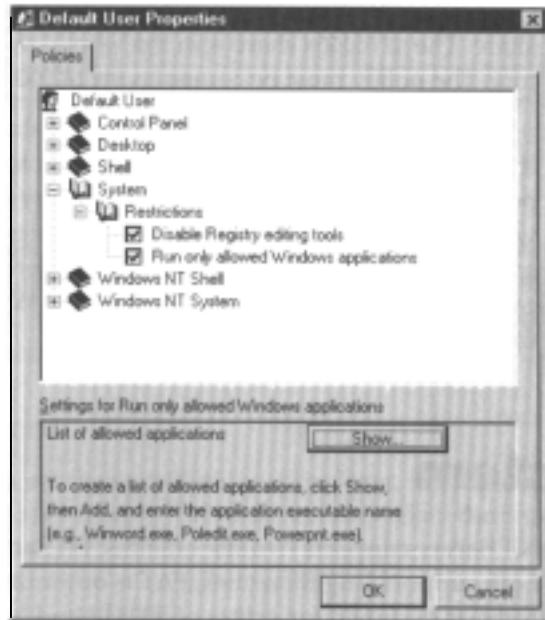 Default User Properties
Policies
Default User
Control Panel
Desktop
Shell
System
Restrictions
Disable Registry editing tools
Run only allowed Windows applications
Windows NT Shell
Windows NT System
Settings for Run only allowed Windows applications
List of allowed applications
Show...
To create a list of allowed applications, click Show,
then Add, and enter the application executable name
(e.g., Winword.exe, Poledit.exe, Powerpnt.exe).
OK
Cancel